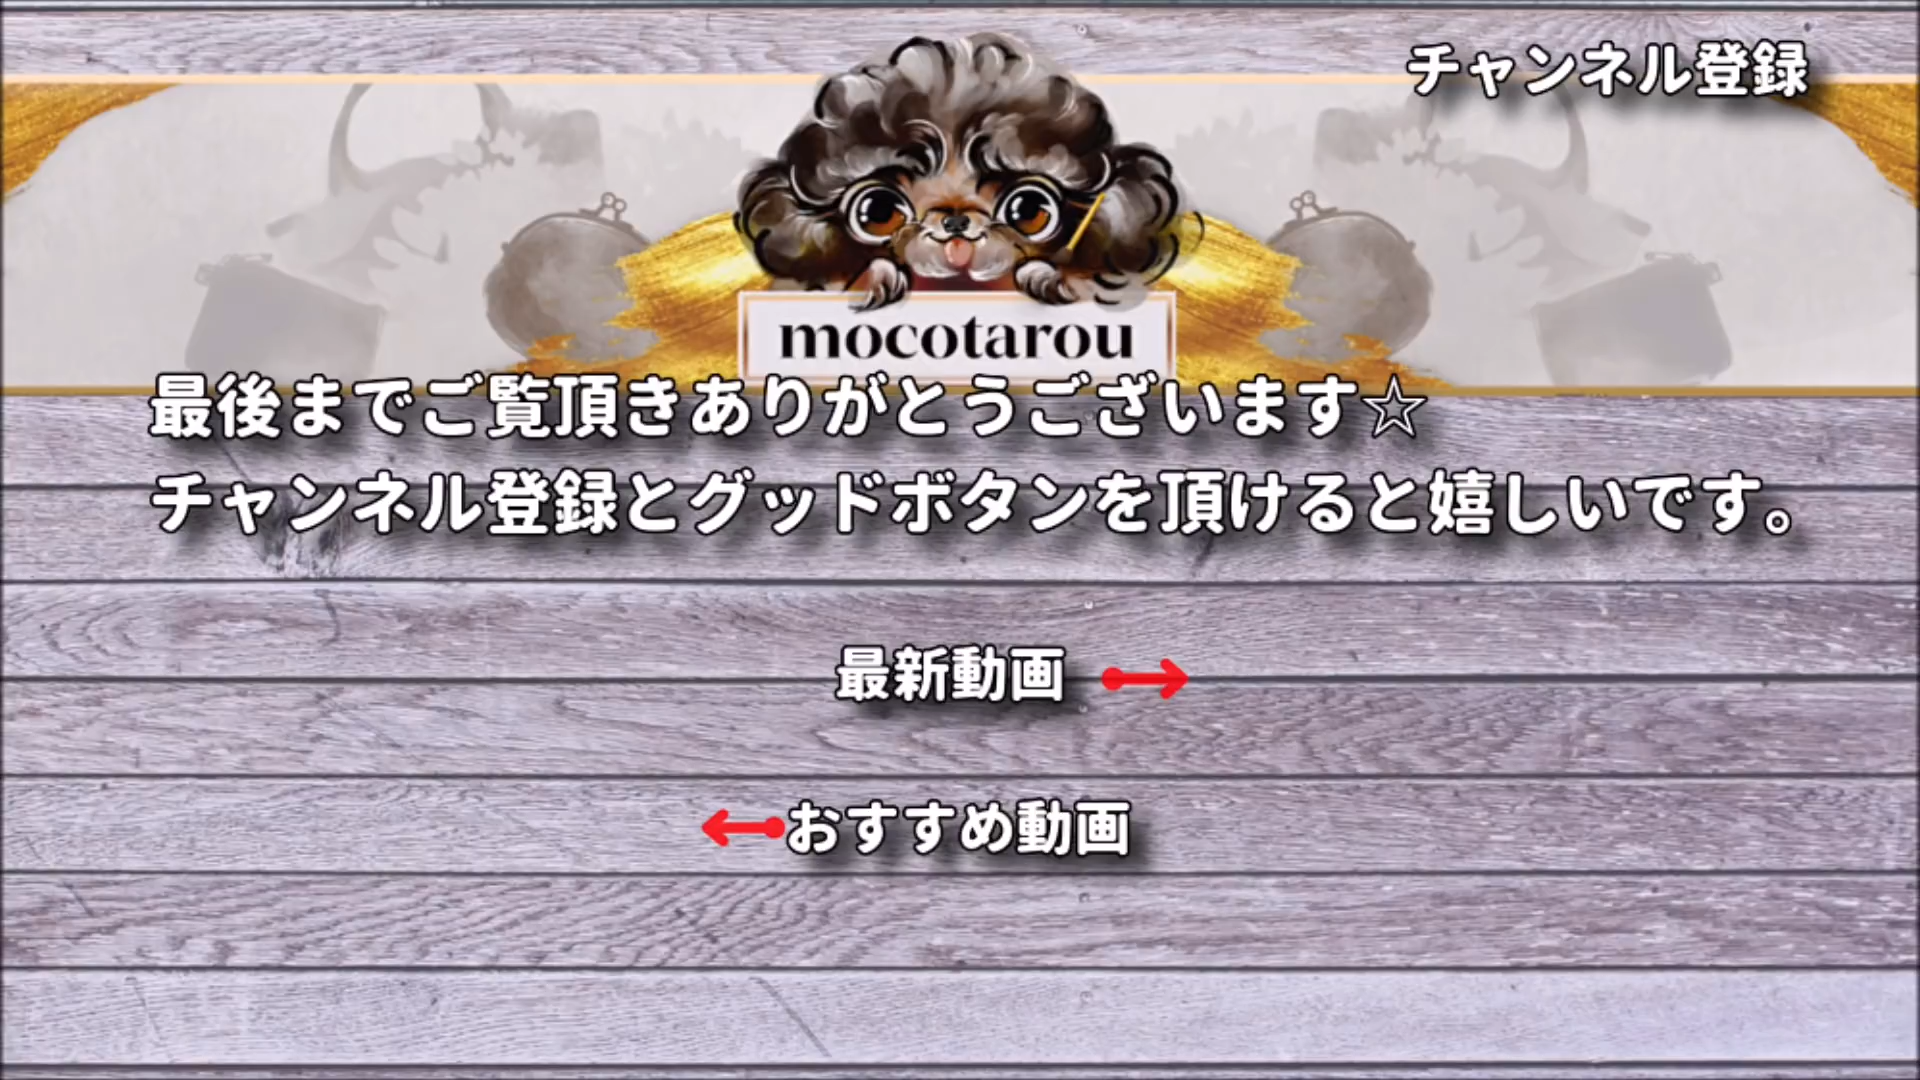 チャンネル登録
mocotarou
最後までご覧頂きありがとうございます☆
チャンネル登録とグッドボタンを頂けると嬉しいです。
最新動画
おすすめ動画